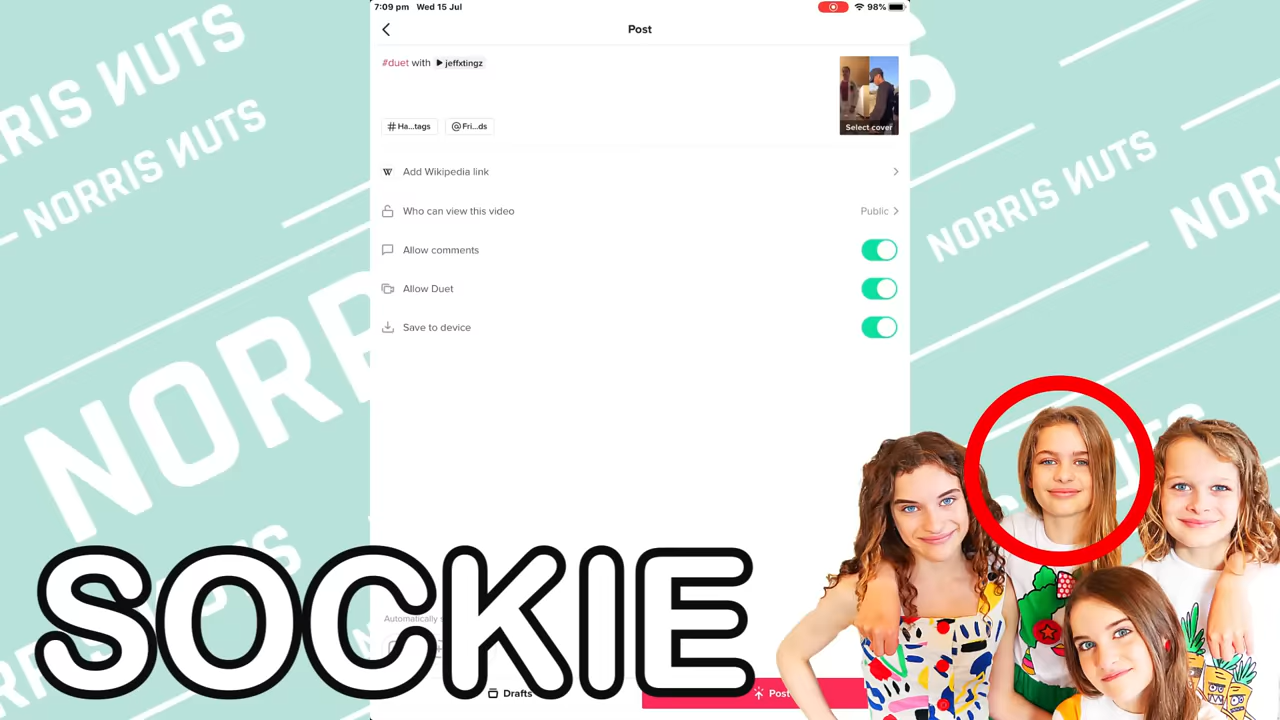 NORRIS NUTS
NORRIS NUTS
NORRIS NUTS
NORRIS NUTS
7:09 pm Wed 15 Jul
98%
Post
#duet with jeffxtingz
Select cover
# Ha...tags
@ Fri...ds
W Add Wikipedia link
Who can view this video
Public
Allow comments
Allow Duet
Save to device
SOCKIE
Automatically s
Drafts
Post